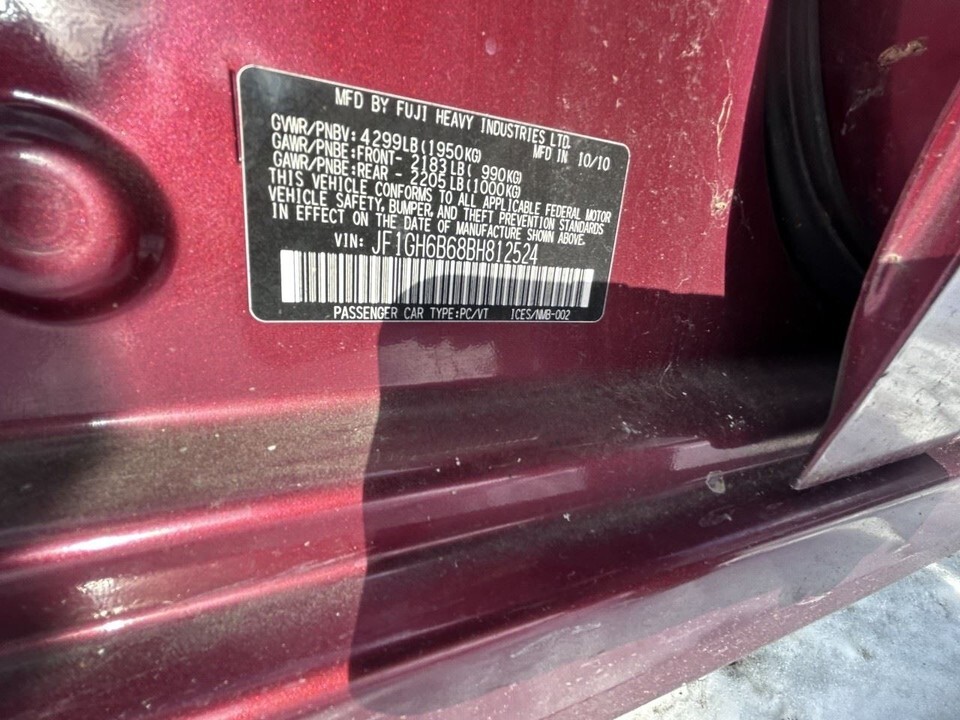 MFD BY FUJI HEAVY INDUSTRIES LTD.
GVWR/PNBV: 4299LB(1950KG) MFD IN 10/10
GAWR/PNBE:FRONT- 2183LB( 990KG)
GAWR/PNBE:REAR - 2205LB(1000KG)
THIS VEHICLE CONFORMS TO ALL APPLICABLE FEDERAL MOTOR
VEHICLE SAFETY, BUMPER, AND THEFT PREVENTION STANDARDS
IN EFFECT ON THE DATE OF MANUFACTURE SHOWN ABOVE.
VIN: JF1GH6B68BH812524
PASSENGER CAR TYPE:PC/VT ICES/NMB-002